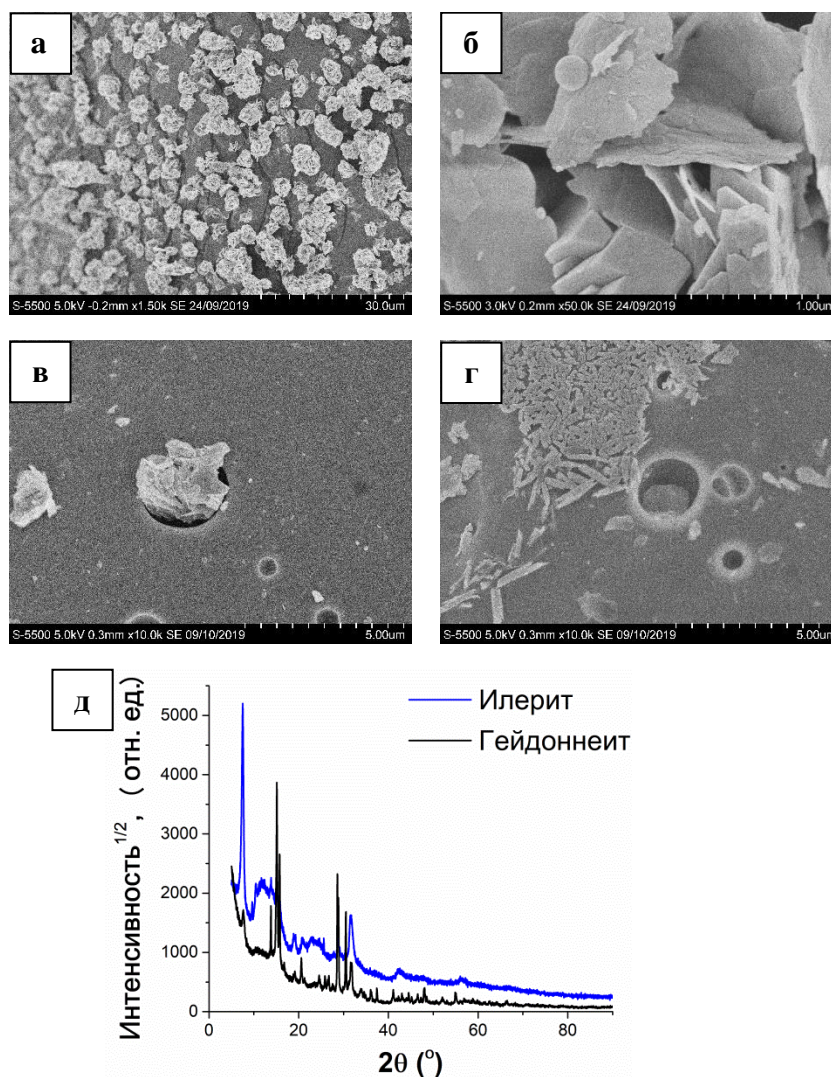 а
б
S-5500 5.0kV -0.2mm x1.50k SE 24/09/2019 30.0um
S-5500 3.0kV 0.2mm x50.0k SE 24/09/2019 1.00um
в
г
S-5500 5.0kV 0.3mm x10.0k SE 09/10/2019 5.00um
S-5500 5.0kV 0.3mm x10.0k SE 09/10/2019 5.00um
д
Интенсивность1/2, ( отн. ед.)
5000
4000
3000
2000
1000
0
Илерит
Гейдоннеит
0 20 40 60 80
2θ (°)